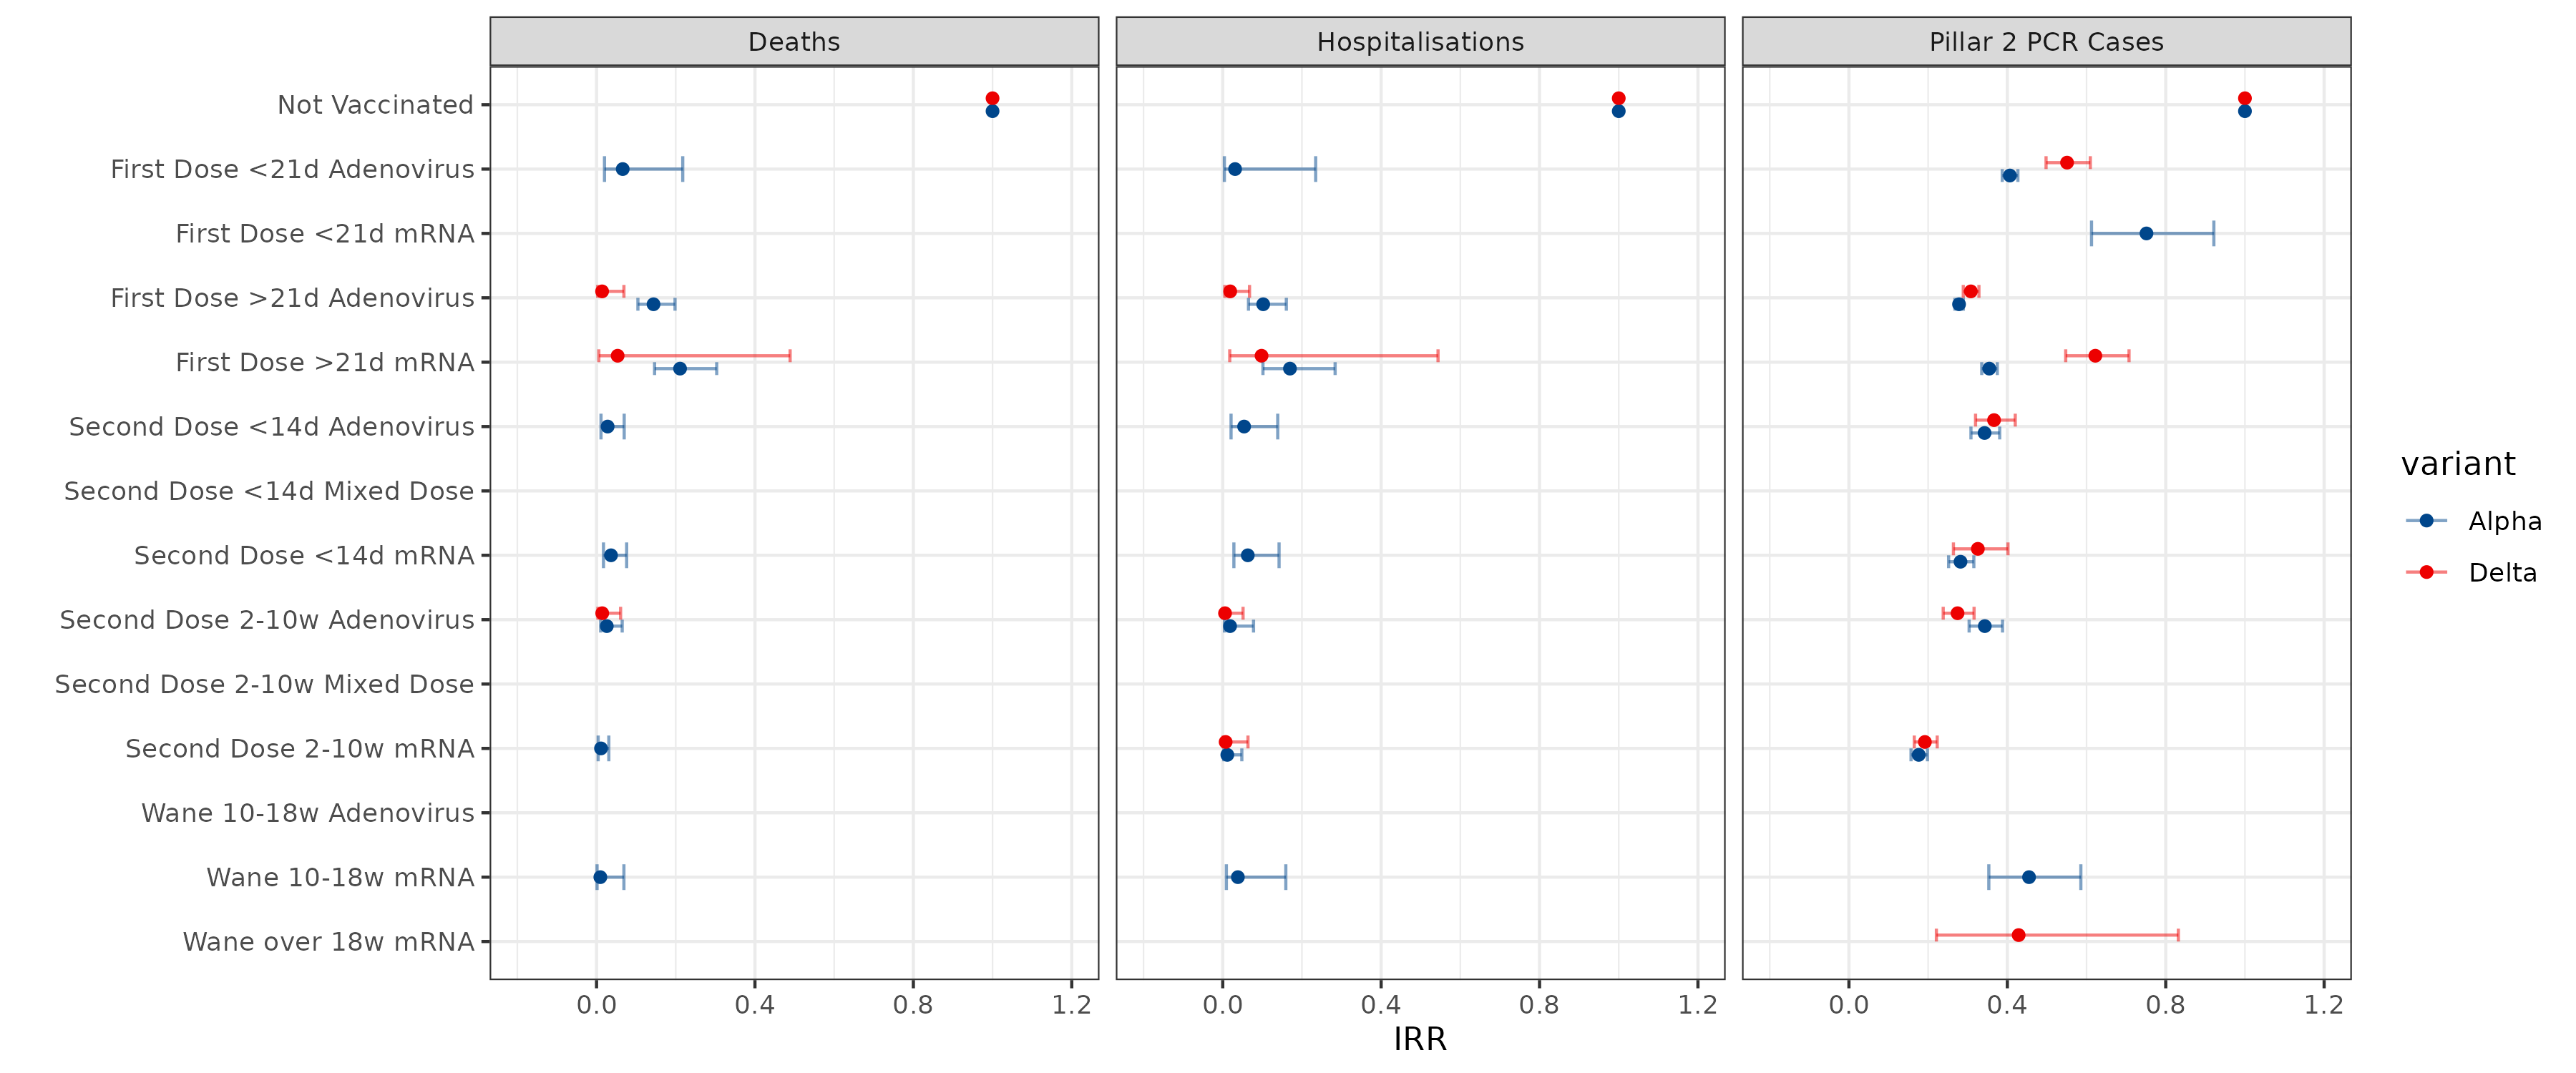 Deaths Hospitalisations Pillar 2 PCR Cases
Not Vaccinated
First Dose <21d Adenovirus
First Dose <21d mRNA
First Dose >21d Adenovirus
First Dose >21d mRNA
Second Dose <14d Adenovirus
Second Dose <14d Mixed Dose
Second Dose <14d mRNA
Second Dose 2-10w Adenovirus
Second Dose 2-10w Mixed Dose
Second Dose 2-10w mRNA
Wane 10-18w Adenovirus
Wane 10-18w mRNA
Wane over 18w mRNA
0.0 0.4 0.8 1.2 0.0 0.4 0.8 1.2 0.0 0.4 0.8 1.2
IRR
variant
Alpha
Delta